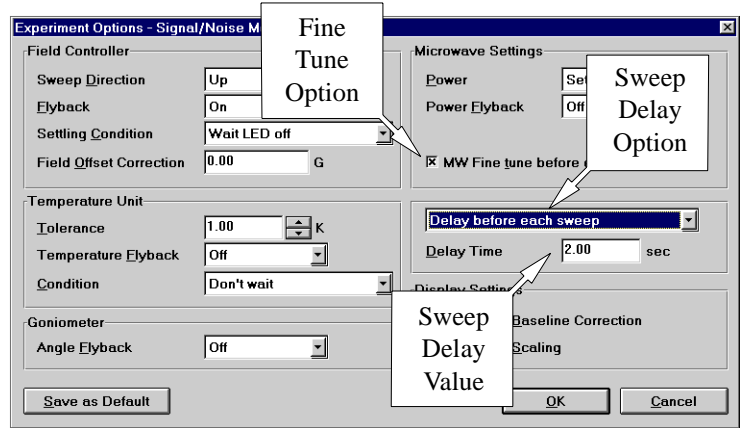 Experiment Options - Signal/Noise M
Fine
Tune
Option
Field Controller
Sweep Direction Up
Flyback On
Settling Condition Wait LED off
Field Offset Correction 0.00 G
Microwave Settings
Power Set
Power Flyback Off
MW Fine tune before e
Sweep
Delay
Option
Temperature Unit
Tolerance 1.00 K
Temperature Flyback Off
Condition Don't wait
Delay before each sweep
Delay Time 2.00 sec
Display Settings
Baseline Correction
Scaling
Sweep
Delay
Value
Goniometer
Angle Flyback Off
Save as Default
OK
Cancel